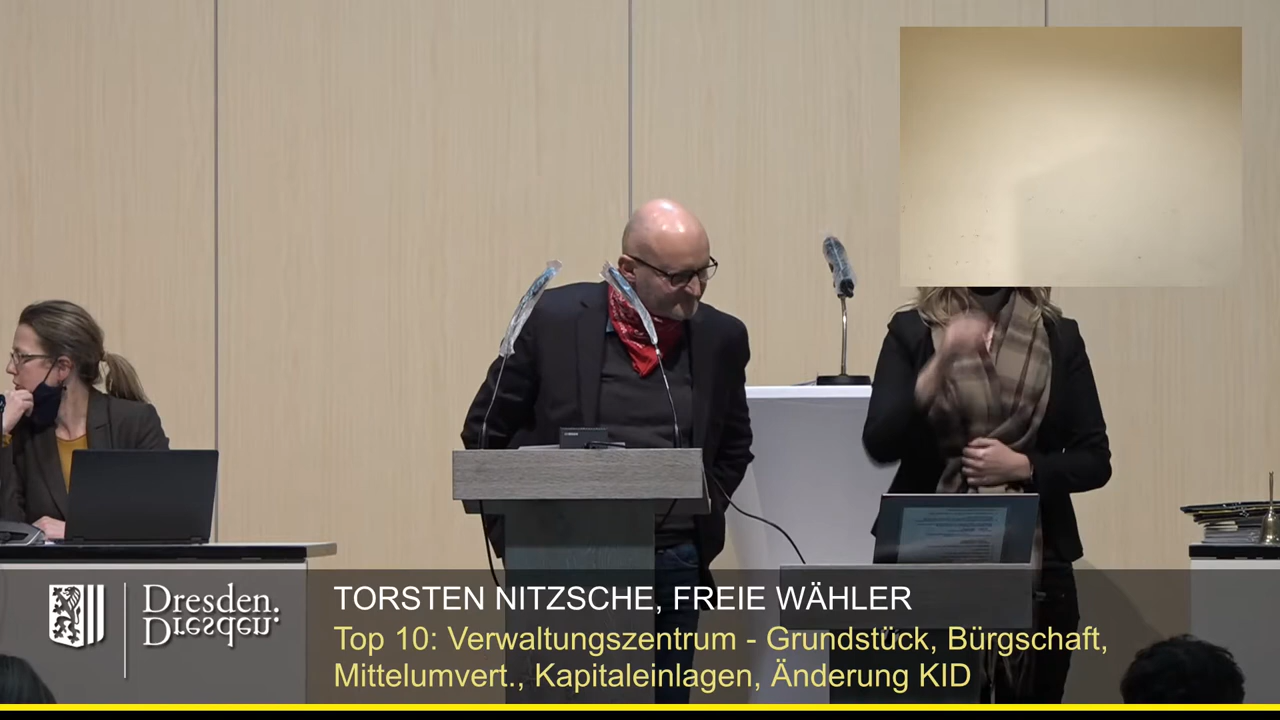 TORSTEN NITZSCHE, FREIE WÄHLER
Dresden.
Dresden.
Top 10: Verwaltungszentrum - Grundstück, Bürgschaft,
Mittelumvert., Kapitaleinlagen, Änderung KID